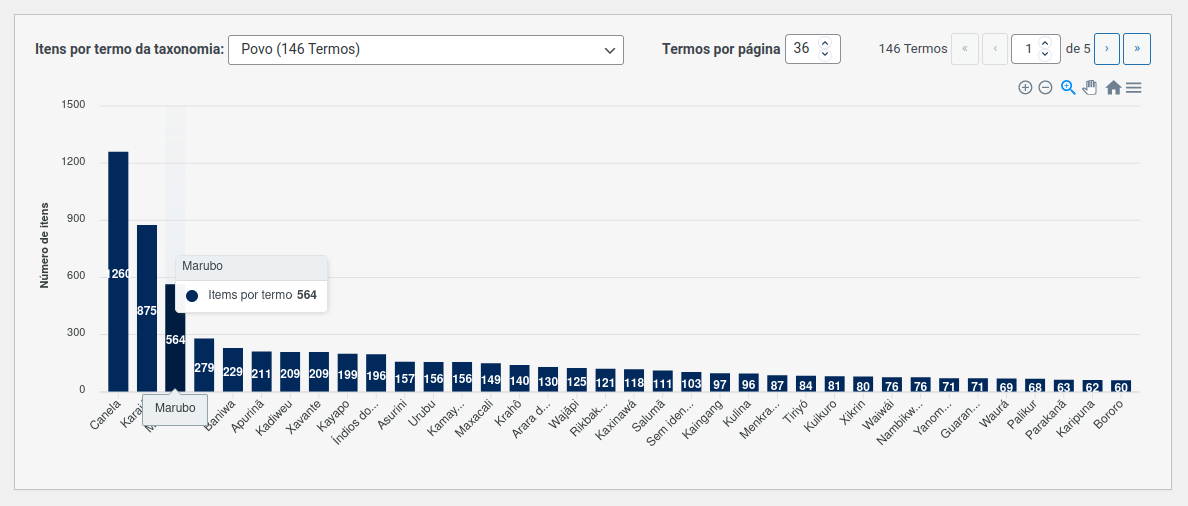 Itens por termo da taxonomia: Povo (146 Termos) Termos por página 36 146 Termos « ‹ 1 de 5 › »
1500
1200
900
600
300
0
Número de itens
Marubo
Items por termo 564
1260 875 564 279 229 211 209 209 199 196 157 156 156 149 140 130 125 121 118 111 103 97 96 87 84 81 80 76 76 71 71 69 68 63 62 60
Marubo
Canela
Baniwa
Apurinã
Kadiweu
Xavante
Kayapo
Índios do...
Asurini
Urubu
Kamay...
Maxacali
Krahô
Arara d...
Wajãpi
Rikbak...
Kaxinawá
Salumã
Sem iden...
Kaingang
Kulina
Menkra...
Tiriyó
Kuikuro
Xikrin
Waiwái
Nambikw...
Yanom...
Guaran...
Waurá
Palikur
Parakanã
Karipuna
Bororo